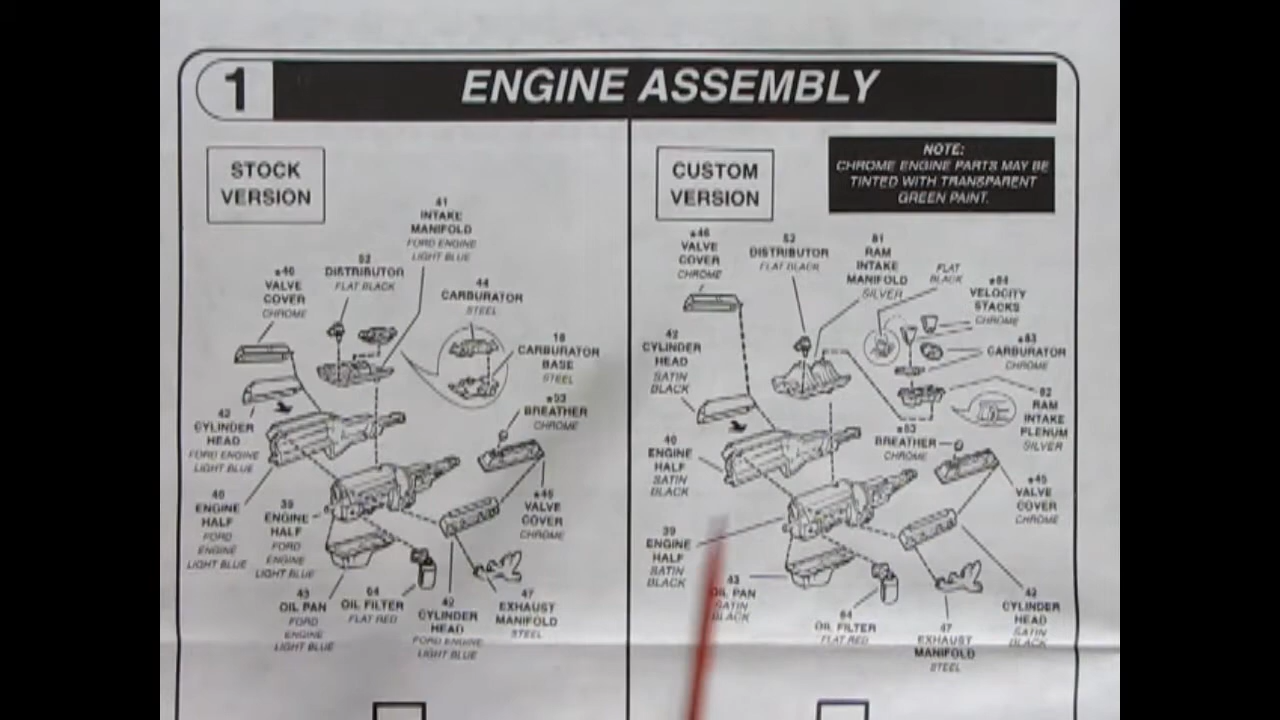 1
ENGINE ASSEMBLY
STOCK
VERSION
41
INTAKE
MANIFOLD
FORD ENGINE
LIGHT BLUE
DISTRIBUTOR
FLAT BLACK
VALVE
COVER
CHROME
44
CARBURATOR
STEEL
18
CARBURATOR
BASE
STEEL
BREATHER
CHROME
CYLINDER
HEAD
FORD ENGINE
LIGHT BLUE
ENGINE
HALF
FORD
ENGINE
LIGHT BLUE
39
ENGINE
HALF
FORD
ENGINE
LIGHT BLUE
VALVE
COVER
CHROME
43
OIL PAN
FORD
ENGINE
LIGHT BLUE
64
OIL FILTER
FLAT RED
42
CYLINDER
HEAD
FORD ENGINE
LIGHT BLUE
47
EXHAUST
MANIFOLD
STEEL
CUSTOM
VERSION
NOTE:
CHROME ENGINE PARTS MAY BE
TINTED WITH TRANSPARENT
GREEN PAINT.
VALVE
COVER
CHROME
DISTRIBUTOR
FLAT BLACK
RAM
INTAKE
MANIFOLD
SILVER
FLAT
BLACK
VELOCITY
STACKS
CHROME
CARBURATOR
CHROME
42
CYLINDER
HEAD
SATIN
BLACK
RAM
INTAKE
PLENUM
SILVER
BREATHER
CHROME
40
ENGINE
HALF
SATIN
BLACK
VALVE
COVER
CHROME
39
ENGINE
HALF
SATIN
BLACK
43
OIL PAN
SATIN
BLACK
64
OIL FILTER
FLAT RED
47
EXHAUST
MANIFOLD
STEEL
42
CYLINDER
HEAD
SATIN
BLACK